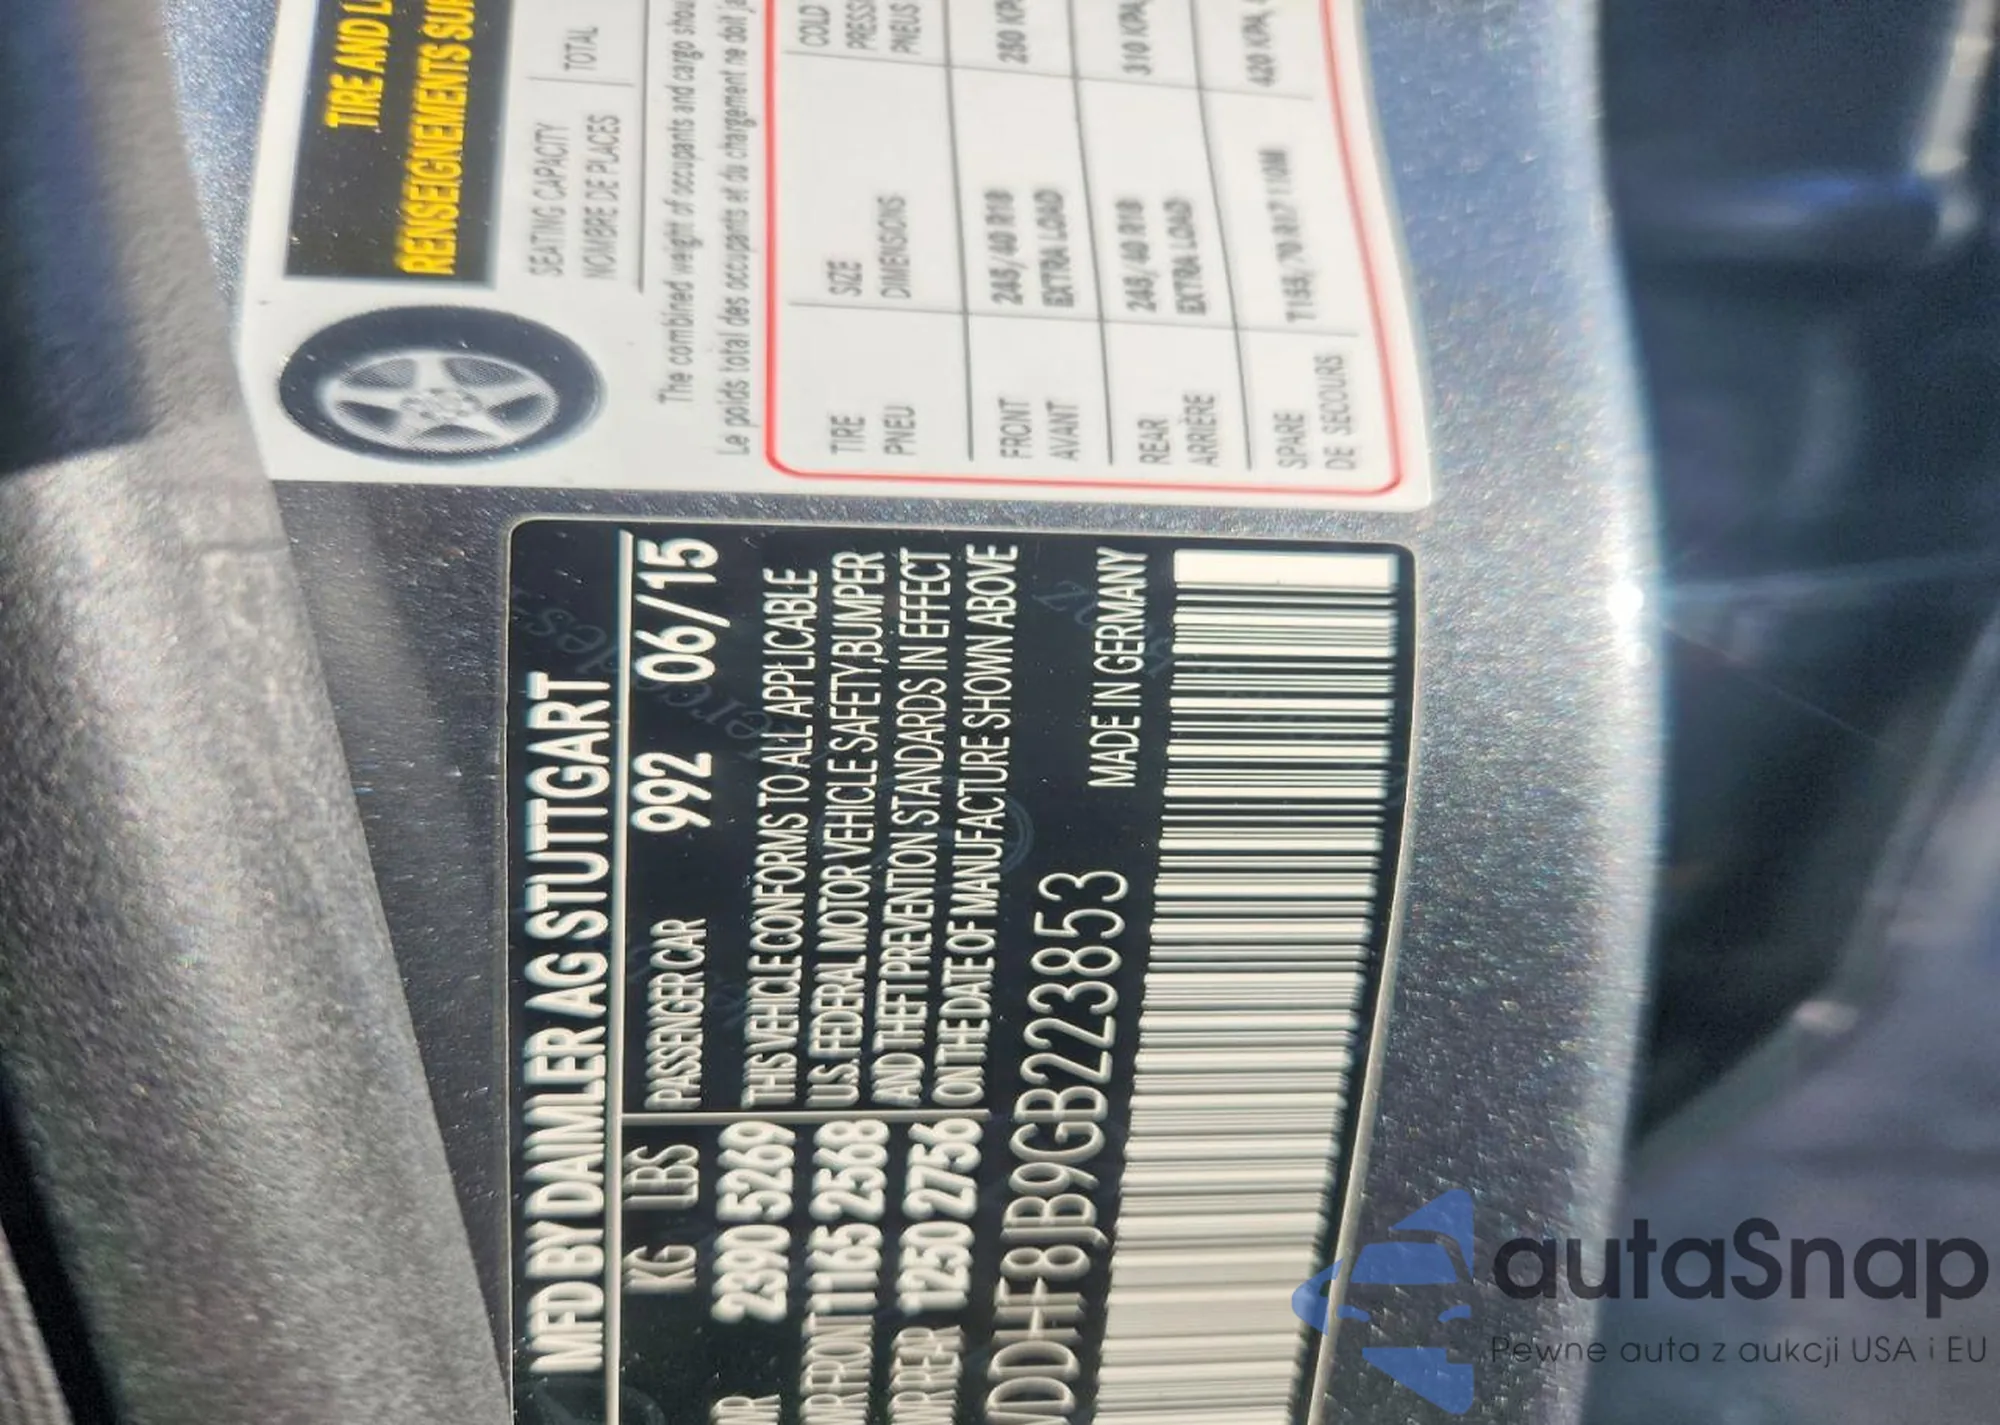 MFD BY DAIMLER AG STUTTGART
KG LBS PASSENGER CAR 992 06/15
2390 5269 THIS VEHICLE CONFORMS TO ALL APPLICABLE
FRONT 1165 2568 U.S. FEDERAL MOTOR VEHICLE SAFETY,BUMPER
REAR 1250 2756 AND THEFT PREVENTION STANDARDS IN EFFECT
ON THE DATE OF MANUFACTURE SHOWN ABOVE
DDHF8JB9GB223853 MADE IN GERMANY
TIRE AND
RENSEIGNEMENTS SUR
SEATING CAPACITY TOTAL
NOMBRE DE PLACES
The combined weight of occupants and cargo
Le poids total des occupants et du chargement ne doit
TIRE SIZE COLD
PNEU DIMENSIONS PNEUS
FRONT 245/40 R18 250 KPA
AVANT EXTRA LOAD
REAR 245/40 R18 310 KPA,
ARRIÈRE EXTRA LOAD
SPARE T155/70 R17 110M 420 KPA,
DE SECOURS
autaSnap
Pewne auta z aukcji USA i EU